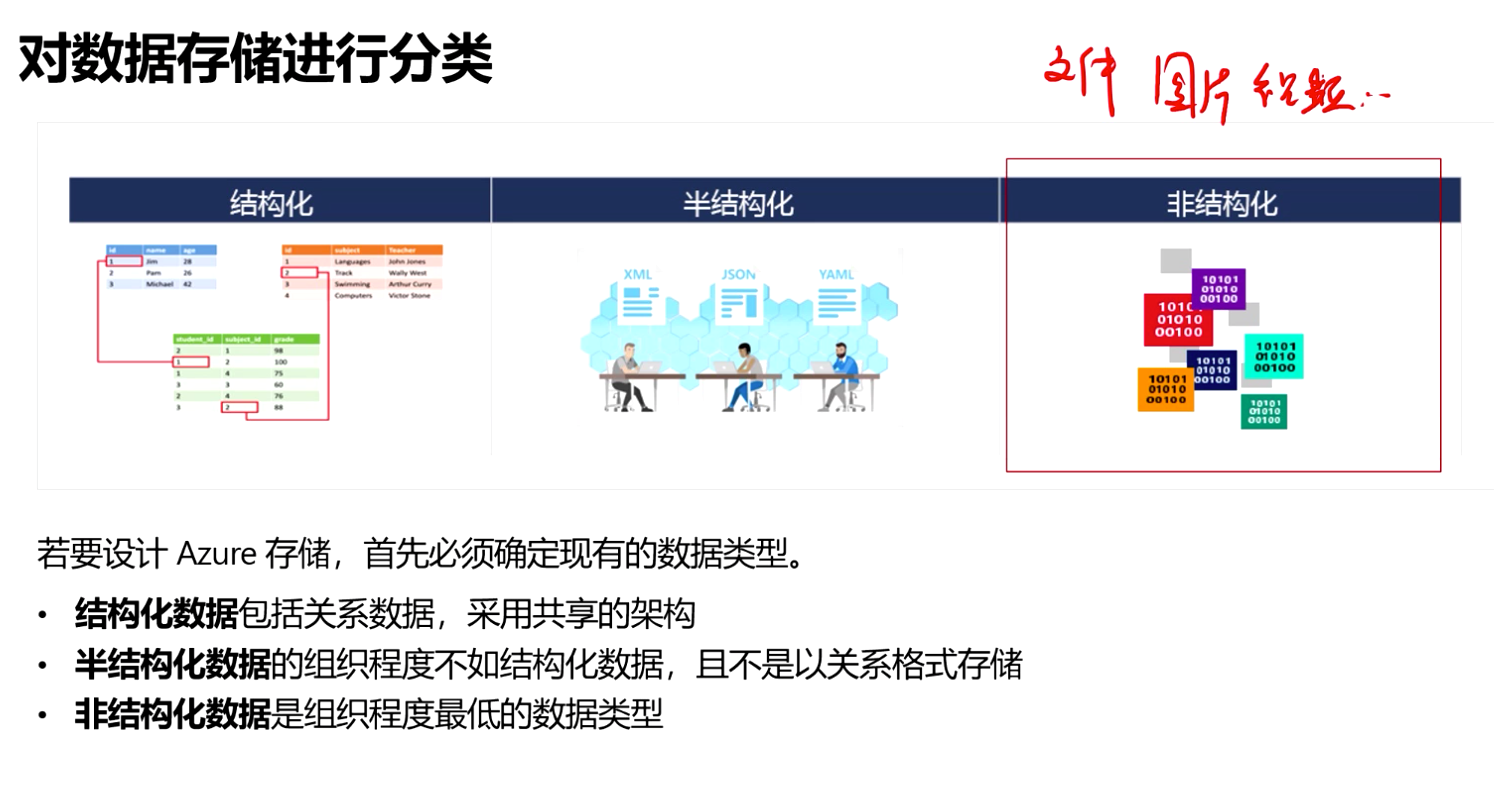 对数据存储进行分类
文件 图片
结构化 半结构化 非结构化
id name age
1 Jim 28
2 Pam 26
3 Michael 42
id subject Teacher
1 Languages John Jones
2 Track Wally West
3 Swimming Arthur Curry
4 Computers Victor Stone
student_id subject_id grade
2 1 98
1 2 100
1 4 75
3 3 60
2 4 76
3 2 88
XML JSON YAML
10101
01010
00100
10101
01010
00100
10101
01010
00100
10101
01010
00100
10101
01010
00100
10101
01010
00100
若要设计 Azure 存储，首先必须确定现有的数据类型。
• 结构化数据包括关系数据，采用共享的架构
• 半结构化数据的组织程度不如结构化数据，且不是以关系格式存储
• 非结构化数据是组织程度最低的数据类型